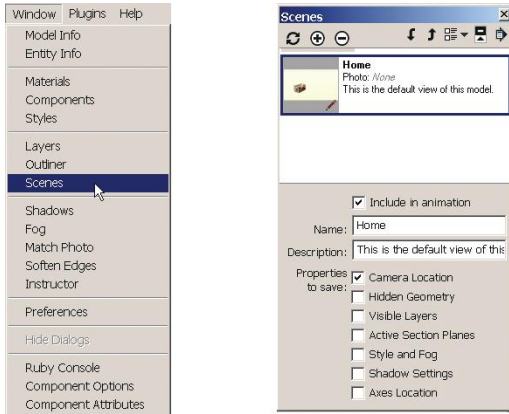 Window Plugins Help
Model Info
Entity Info
Materials
Components
Styles
Layers
Outliner
Scenes
Shadows
Fog
Match Photo
Soften Edges
Instructor
Preferences
Hide Dialogs
Ruby Console
Component Options
Component Attributes
Scenes
Home
Photo: None
This is the default view of this model.
Include in animation
Name: Home
Description: This is the default view of this
Properties to save:
Camera Location
Hidden Geometry
Visible Layers
Active Section Planes
Style and Fog
Shadow Settings
Axes Location